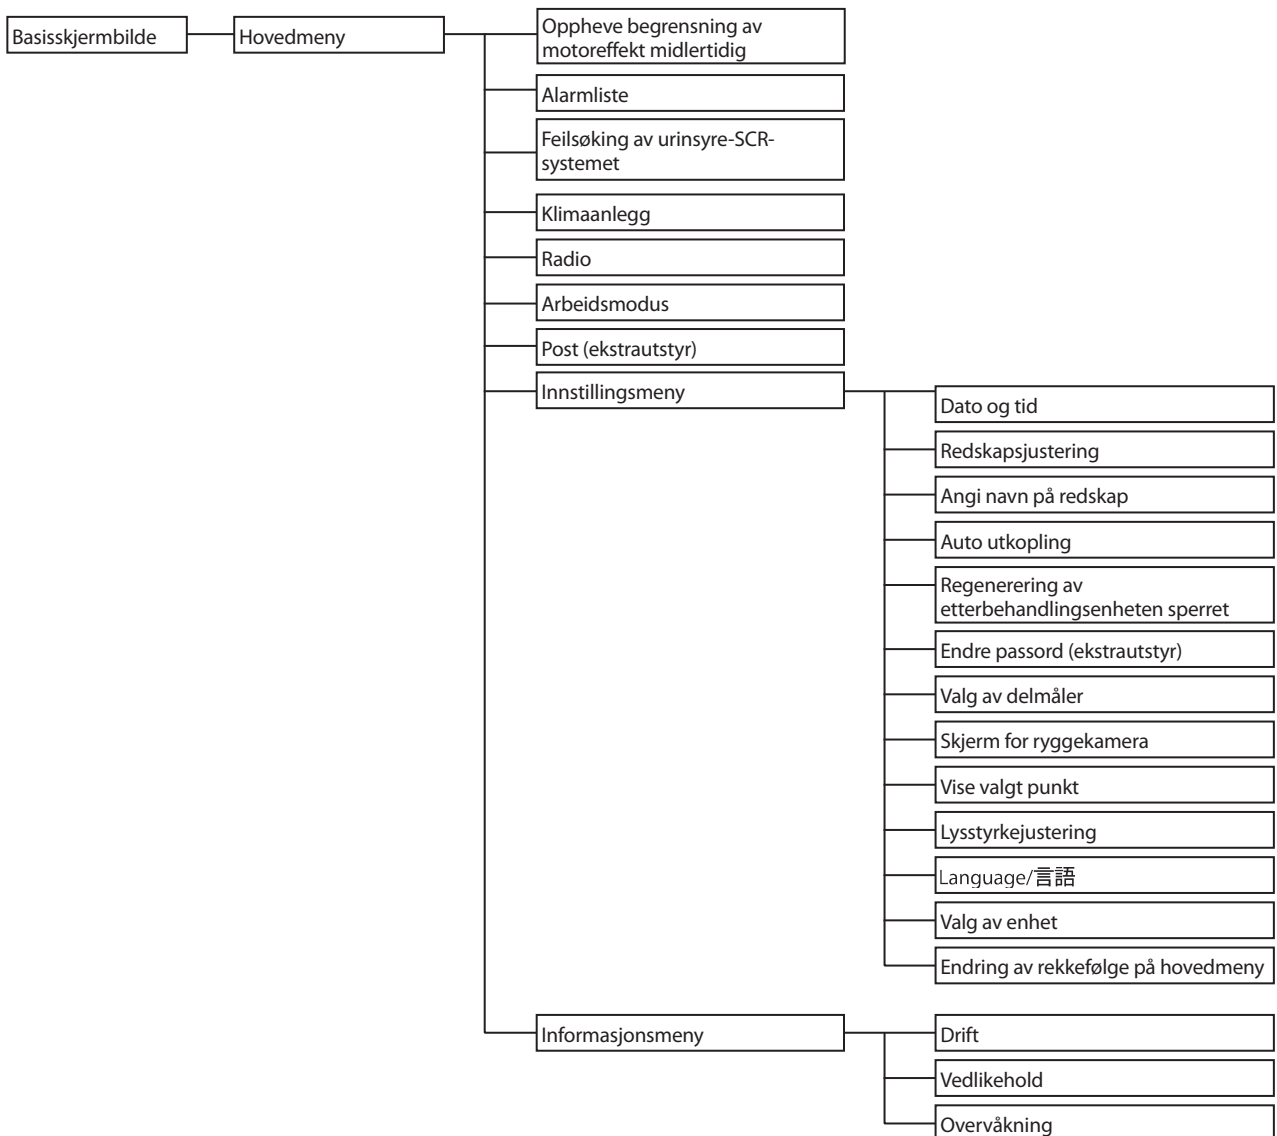 Basisskjermbilde
Hovedmeny
Oppheve begrensning av
motoreffekt midlertidig
Alarmliste
Feilsøking av urinsyre-SCR-
systemet
Klimaanlegg
Radio
Arbeidsmodus
Post (ekstrautstyr)
Innstillingsmeny
Dato og tid
Redskapsjustering
Angi navn på redskap
Auto utkopling
Regenerering av
etterbehandlingsenheten sperret
Endre passord (ekstrautstyr)
Valg av delmåler
Skjerm for ryggekamera
Vise valgt punkt
Lysstyrkejustering
Language/言語
Valg av enhet
Endring av rekkefølge på hovedmeny
Informasjonsmeny
Drift
Vedlikehold
Overvåkning